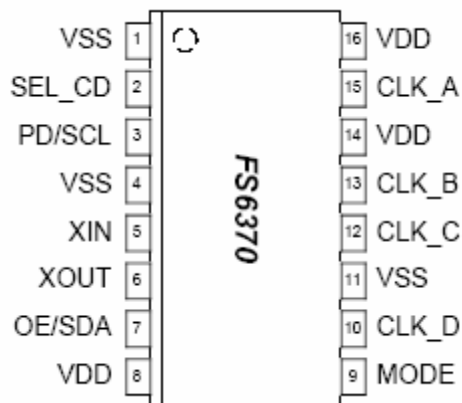 VSS 1 16 VDD
SEL_CD 2 15 CLK_A
PD/SCL 3 14 VDD
VSS 4 13 CLK_B
XIN 5 12 CLK_C
XOUT 6 11 VSS
OE/SDA 7 10 CLK_D
VDD 8 9 MODE
FS6370